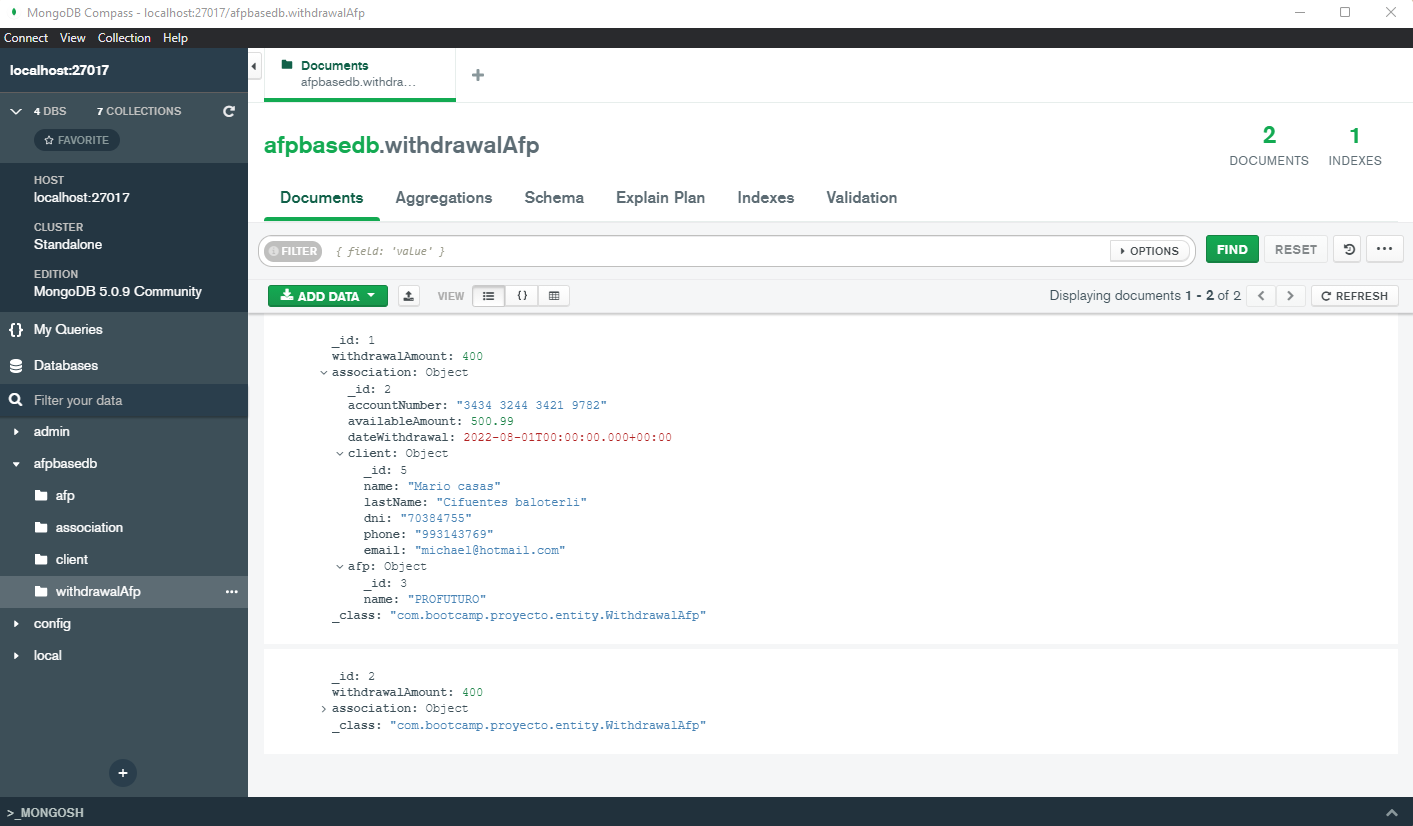 MongoDB Compass - localhost:27017/afpbasedb.withdrawalAfp
Connect View Collection Help
localhost:27017
4 DBS 7 COLLECTIONS
FAVORITE
HOST
localhost:27017
CLUSTER
Standalone
EDITION
MongoDB 5.0.9 Community
{} My Queries
Databases
Filter your data
admin
afpbasedb
afp
association
client
withdrawalAfp ...
config
local
+
Documents
afpbasedb.withdra...
+
afpbasedb.withdrawalAfp
2
DOCUMENTS
1
INDEXES
Documents Aggregations Schema Explain Plan Indexes Validation
FILTER { field: 'value' } OPTIONS FIND RESET ...
ADD DATA VIEW {} Displaying documents 1 - 2 of 2 < > REFRESH
_id: 1
withdrawalAmount: 400
association: Object
_id: 2
accountNumber: "3434 3244 3421 9782"
availableAmount: 500.99
dateWithdrawal: 2022-08-01T00:00:00.000+00:00
client: Object
_id: 5
name: "Mario casas"
lastName: "Cifuentes baloterli"
dni: "70384755"
phone: "993143769"
email: "michael@hotmail.com"
afp: Object
_id: 3
name: "PROFUTURO"
_class: "com.bootcamp.proyecto.entity.WithdrawalAfp"
_id: 2
withdrawalAmount: 400
association: Object
_class: "com.bootcamp.proyecto.entity.WithdrawalAfp"
>_MONGOSH